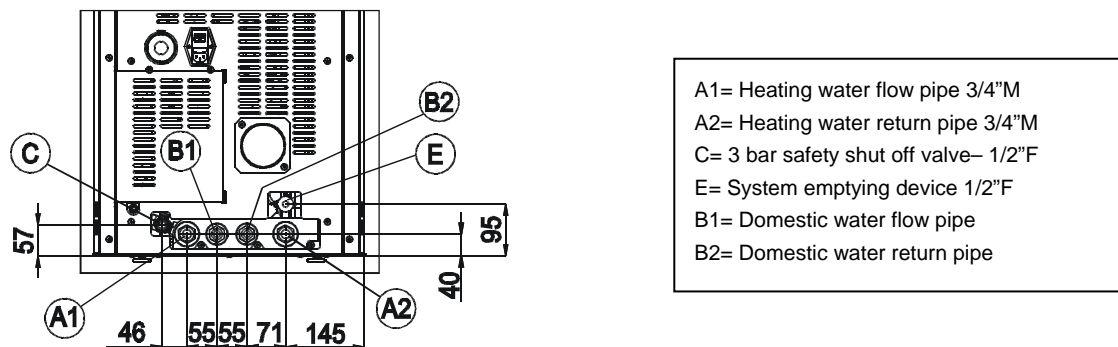 B2
C
B1
E
57
95
40
A1
A2
46 55 55 71 145
A1= Heating water flow pipe 3/4”M
A2= Heating water return pipe 3/4”M
C= 3 bar safety shut off valve– 1/2”F
E= System emptying device 1/2”F
B1= Domestic water flow pipe
B2= Domestic water return pipe